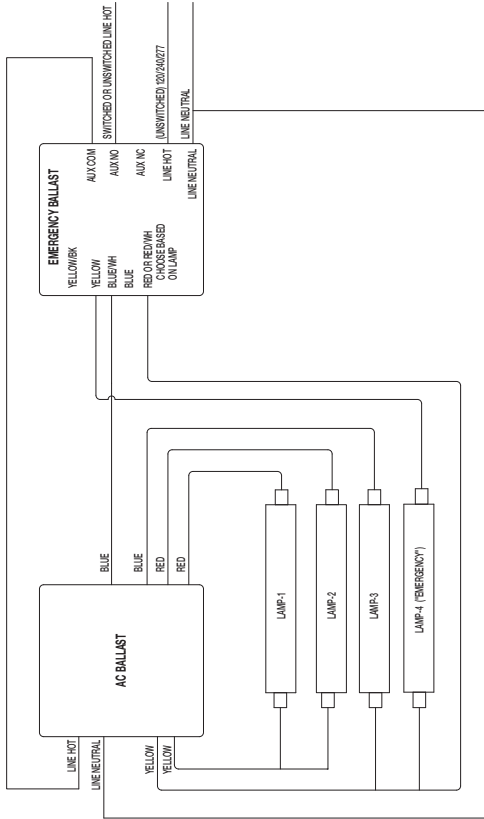 EMERGENCY BALLAST
YELLOW/BK
YELLOW
BLUE/WH
BLUE
RED OR RED/WH
CHOOSE BASED
ON LAMP
AUX COM
AUX NO
AUX NC
LINE HOT
LINE NEUTRAL
SWITCHED OR UNSWITCHED LINE HOT
(UNSWITCHED) 120/240/277
LINE NEUTRAL
AC BALLAST
LINE HOT
LINE NEUTRAL
YELLOW
YELLOW
BLUE
BLUE
RED
RED
LAMP-1
LAMP-2
LAMP-3
LAMP-4 ("EMERGENCY")